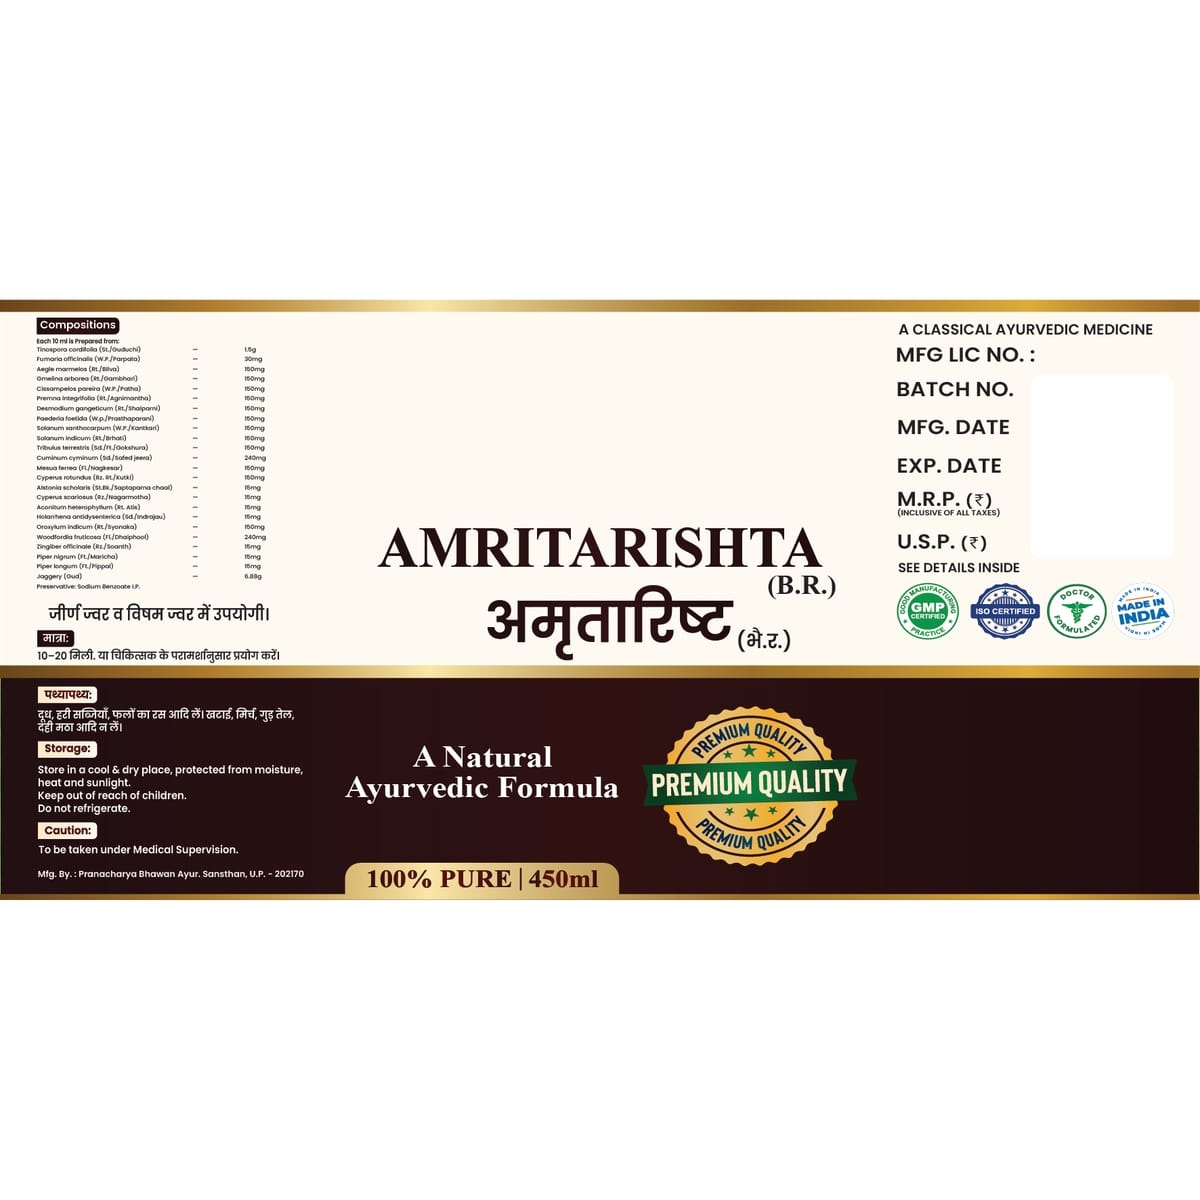 Compositions
Each 10 ml is Prepared from:
Tinospora cordifolia (St./Guduchi) – 1.5g
Fumaria officinalis (W.P./Parpata) – 30mg
Aegle marmelos (Rt./Bilva) – 150mg
Gmelina arborea (Rt./Gambhari) – 150mg
Cissampelos pareira (W.P./Patha) – 150mg
Premna integrifolia (Rt./Agnimantha) – 150mg
Desmodium gangeticum (Rt./Shalparni) – 150mg
Paederia foetida (W.p./Prasthaparani) – 150mg
Solanum xanthocarpum (W.P./Kantkari) – 150mg
Solanum indicum (Rt./Brhati) – 150mg
Tribulus terrestris (Sd./Ft./Gokshura) – 150mg
Cuminum cyminum (Sd./Safed jeera) – 240mg
Mesua ferrea (Fl./Nagkesar) – 150mg
Cyperus rotundus (Rz. Rt./Kutki) – 150mg
Alstonia scholaris (St.Bk./Saptaparna chaal) – 15mg
Cyperus scariosus (Rz./Nagarmotha) – 15mg
Aconitum heterophyllum (Rt. Atis) – 15mg
Holarrhena antidysenterica (Sd./Indrajau) – 15mg
Oroxylum indicum (Rt./Syonaka) – 150mg
Woodfordia fruticosa (Fl./Dhaiphool) – 240mg
Zingiber officinale (Rz./Soanth) – 15mg
Piper nigrum (Ft./Maricha) – 15mg
Piper longum (Ft./Pippal) – 15mg
Jaggery (Gud) – 6.88g
Preservative: Sodium Benzoate I.P.
जीर्ण ज्वर व विषम ज्वर में उपयोगी।
मात्रा:
10–20 मिली. या चिकित्सक के परामर्शानुसार प्रयोग करें।
पथ्यापथ्य:
दूध, हरी सब्जियाँ, फलों का रस आदि लें। खटाई, मिर्च, गुड़ तेल,
दही मठा आदि न लें।
Storage:
Store in a cool & dry place, protected from moisture,
heat and sunlight.
Keep out of reach of children.
Do not refrigerate.
Caution:
To be taken under Medical Supervision.
Mfg. By. : Pranacharya Bhawan Ayur. Sansthan, U.P. - 202170
AMRITARISHTA
(B.R.)
अमृतारिष्ट (भै.र.)
A Natural
Ayurvedic Formula
100% PURE | 450ml
PREMIUM QUALITY
PREMIUM QUALITY
PREMIUM QUALITY
A CLASSICAL AYURVEDIC MEDICINE
MFG LIC NO. :
BATCH NO.
MFG. DATE
EXP. DATE
M.R.P. (₹)
(INCLUSIVE OF ALL TAXES)
U.S.P. (₹)
SEE DETAILS INSIDE
GOOD MANUFACTURING
GMP
CERTIFIED
PRACTICE
ISO CERTIFIED
DOCTOR
FORMULATED
MADE IN INDIA
MADE IN
INDIA
MADE IN INDIA